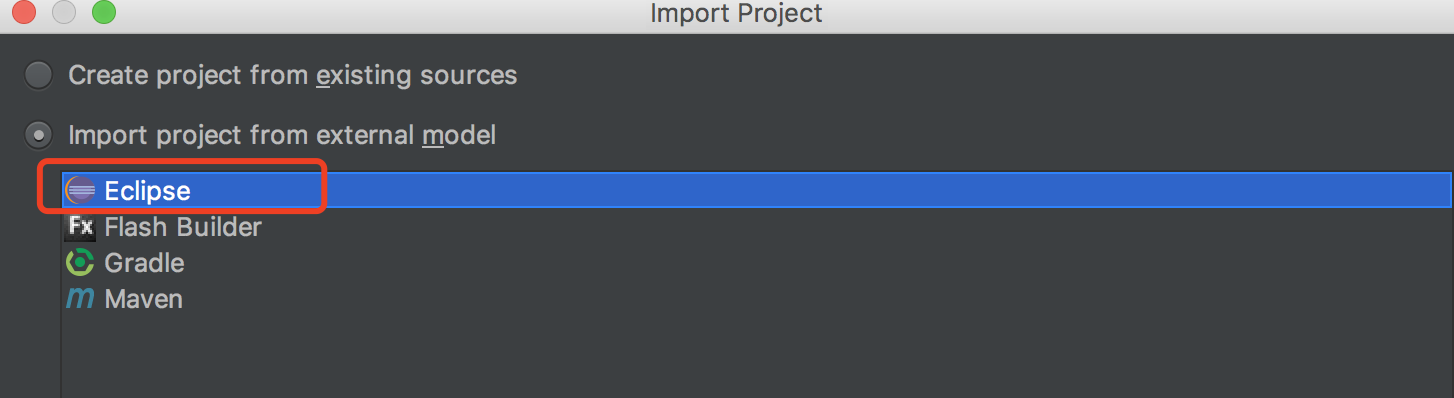 Import Project
Create project from existing sources
Import project from external model
Eclipse
Fx Flash Builder
Gradle
m Maven